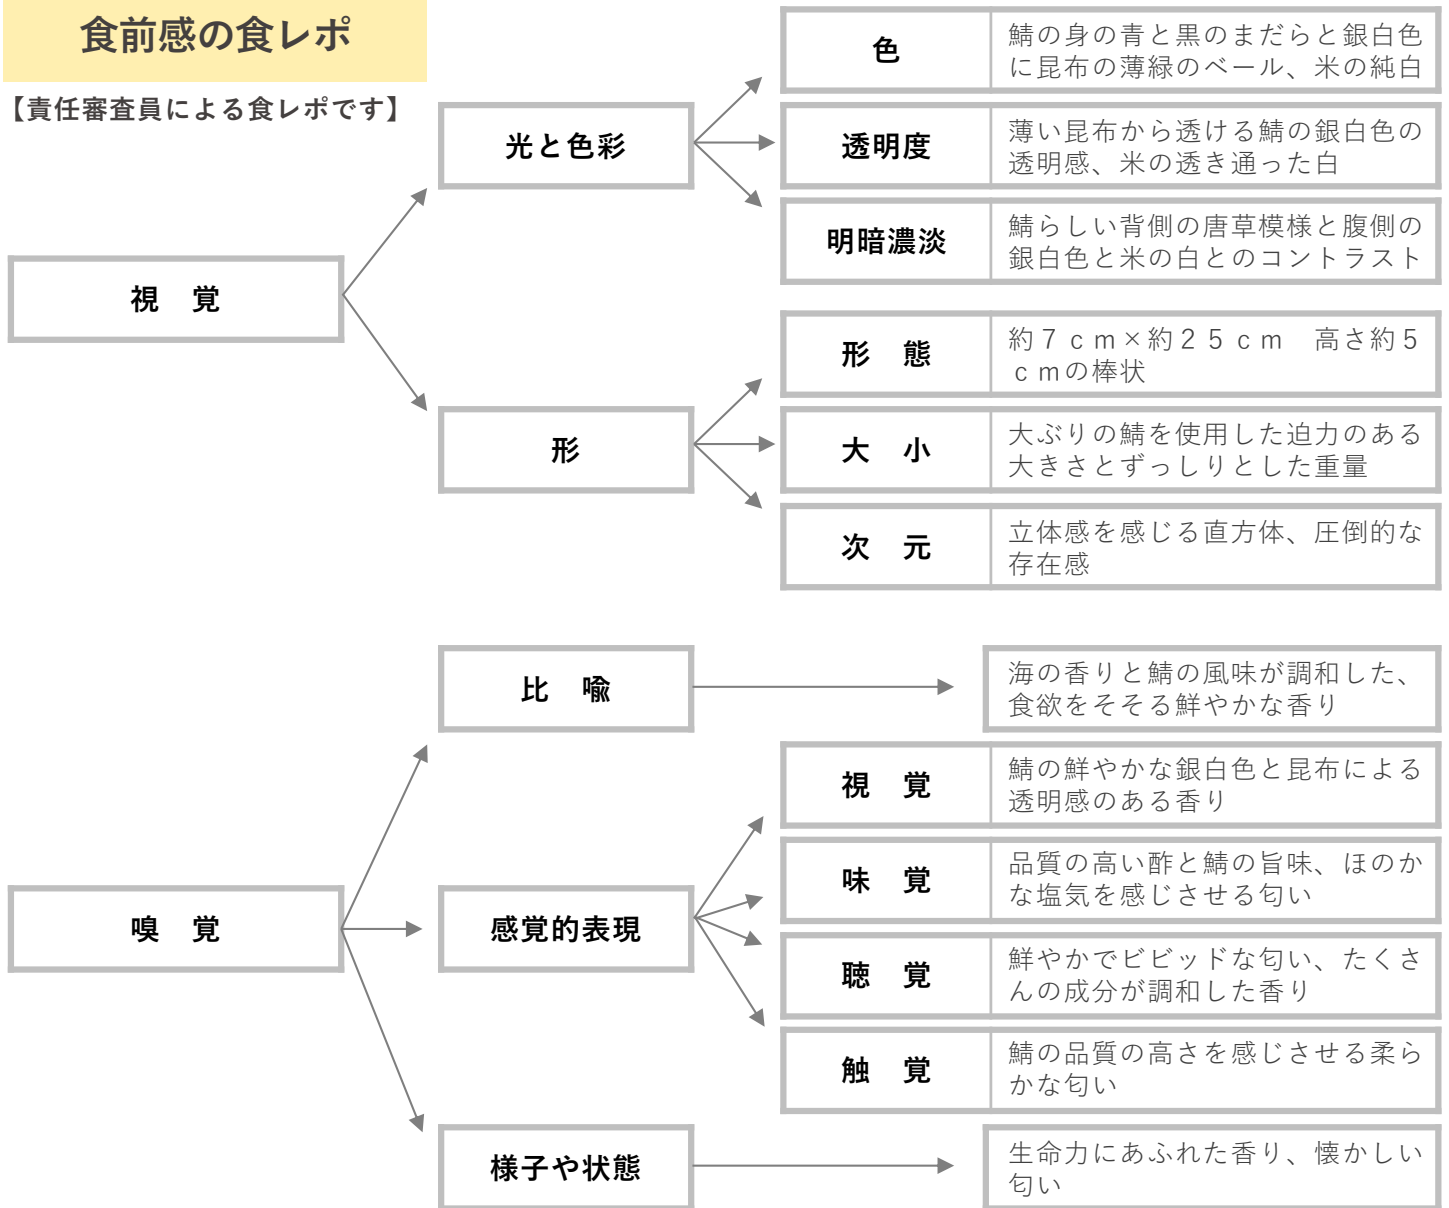 食前感の食レポ
【責任審査員による食レポです】
視　覚
光と色彩
色
鯖の身の青と黒のまだらと銀白色
に昆布の薄緑のベール、米の純白
透明度
薄い昆布から透ける鯖の銀白色の
透明感、米の透き通った白
明暗濃淡
鯖らしい背側の唐草模様と腹側の
銀白色と米の白とのコントラスト
形
形　態
約７ｃｍ×約２５ｃｍ　高さ約５
ｃｍの棒状
大　小
大ぶりの鯖を使用した迫力のある
大きさとずっしりとした重量
次　元
立体感を感じる直方体、圧倒的な
存在感
嗅　覚
比　喩
海の香りと鯖の風味が調和した、
食欲をそそる鮮やかな香り
感覚的表現
視　覚
鯖の鮮やかな銀白色と昆布による
透明感のある香り
味　覚
品質の高い酢と鯖の旨味、ほのか
な塩気を感じさせる匂い
聴　覚
鮮やかでビビッドな匂い、たくさ
んの成分が調和した香り
触　覚
鯖の品質の高さを感じさせる柔ら
かな匂い
様子や状態
生命力にあふれた香り、懐かしい
匂い